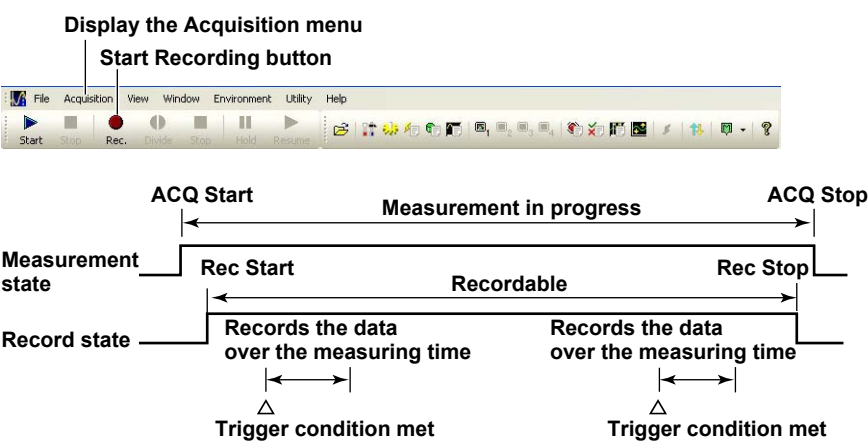 Display the Acquisition menu
Start Recording button
File Acquisition View Window Environment Utility Help
Start Stop Rec. Divide Stop Hold Resume
ACQ Start ACQ Stop
Measurement in progress
Measurement
state
Rec Start Rec Stop
Recordable
Record state
Records the data
over the measuring time
Records the data
over the measuring time
Trigger condition met Trigger condition met